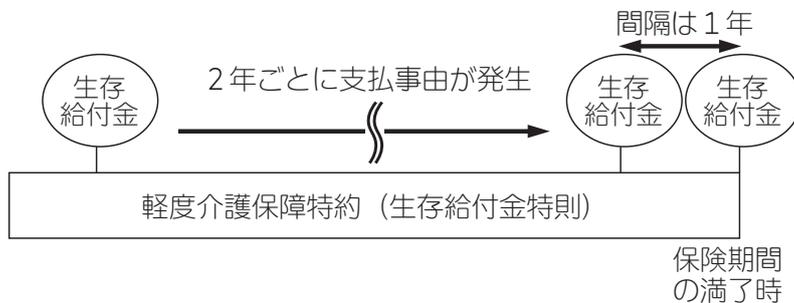 間隔は１年
生存
給付金
２年ごとに支払事由が発生
生存
給付金
生存
給付金
軽度介護保障特約（生存給付金特則）
保険期間
の満了時